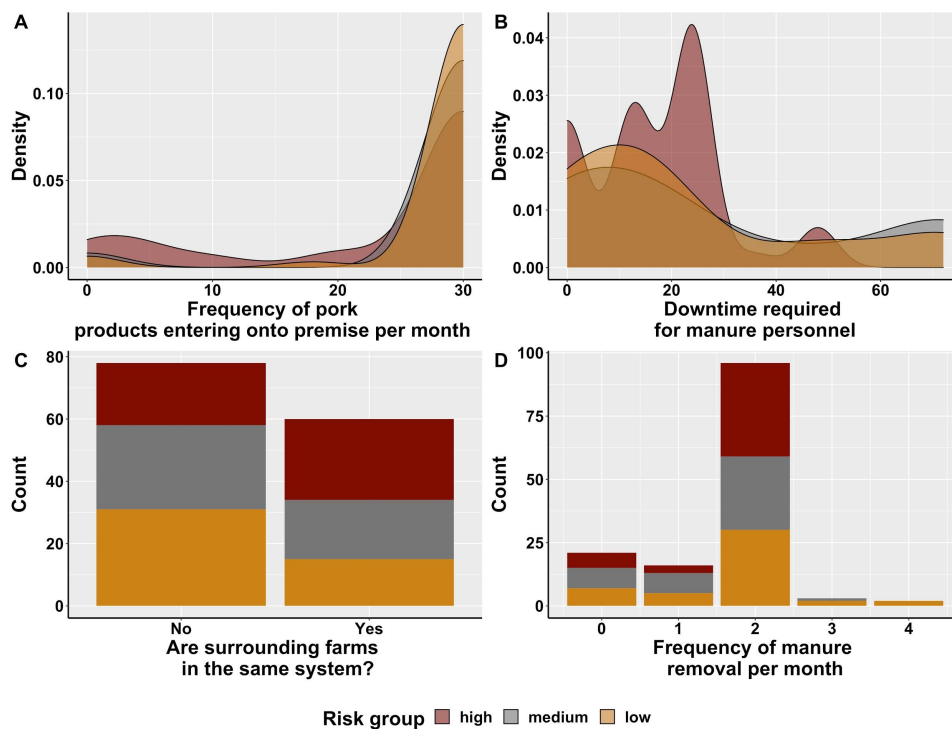 A
Density
0.10
0.05
0.00
0
10
20
30
Frequency of pork
products entering onto premise per month
B
Density
0.04
0.03
0.02
0.01
0.00
0
20
40
60
Downtime required
for manure personnel
C
Count
80
60
40
20
0
No
Yes
Are surrounding farms
in the same system?
D
Count
100
75
50
25
0
0
1
2
3
4
Frequency of manure
removal per month
Risk group high medium low